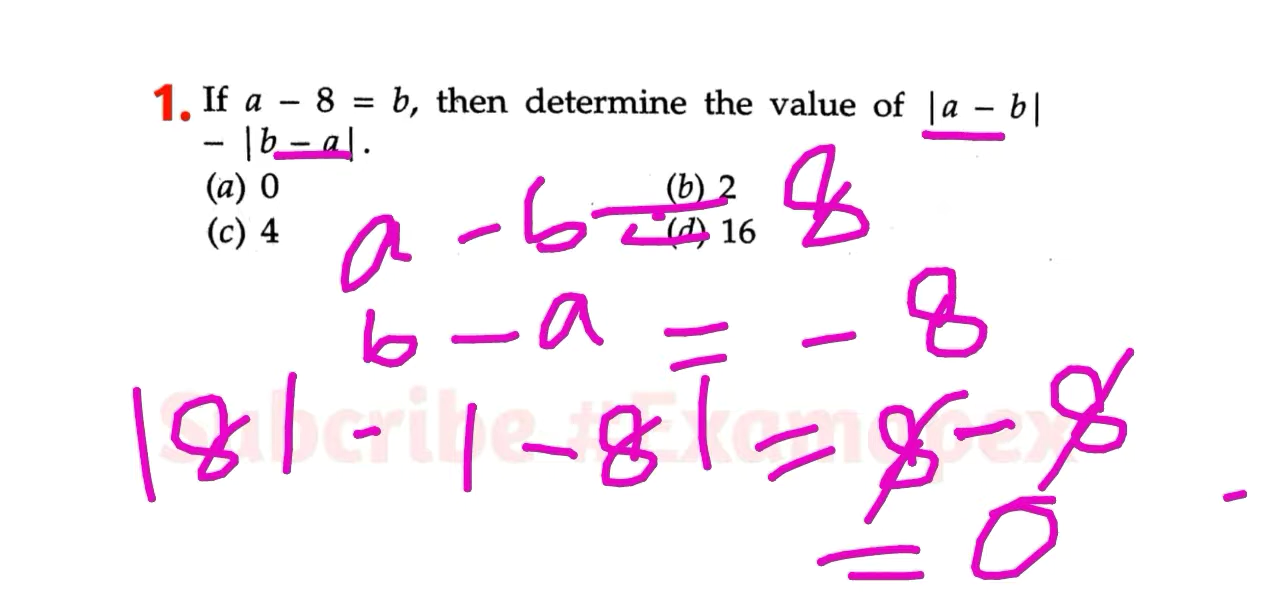 1. If a − 8 = b, then determine the value of |a − b|
− |b − a|.
(a) 0 (b) 2
(c) 4 (d) 16
a − b = 8
b − a = − 8
|8| - |-8| = 8 - 8
= 0